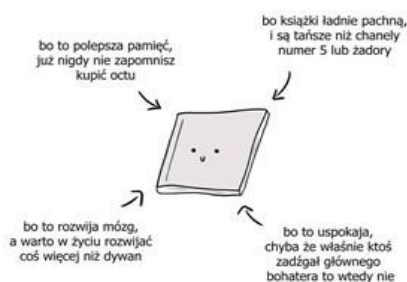 bo to polepsza pamięć,
już nigdy nie zapomnisz
kupić octu
bo książki ładnie pachną,
i są tańsze niż chanely
numer 5 lub żadory
bo to rozwija mózg,
a warto w życiu rozwijać
coś więcej niż dywan
bo to uspokaja,
chyba że właśnie ktoś
zadźgał głównego
bohatera to wtedy nie